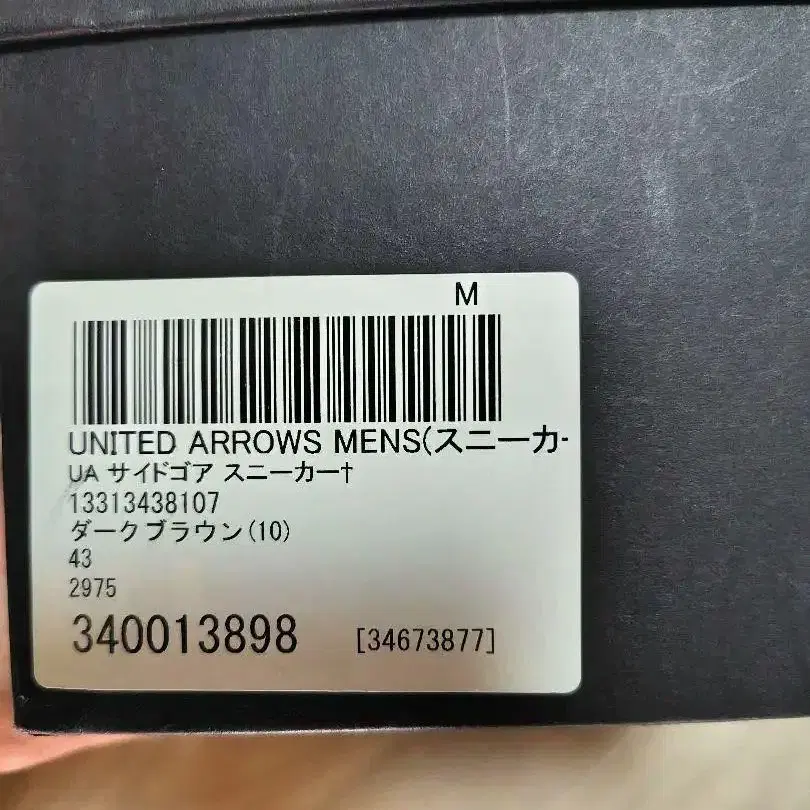 M
UNITED ARROWS MENS(スニーカ-
UA サイドゴア スニーカー†
13313438107
ダークブラウン(10)
43
2975
340013898 [34673877]